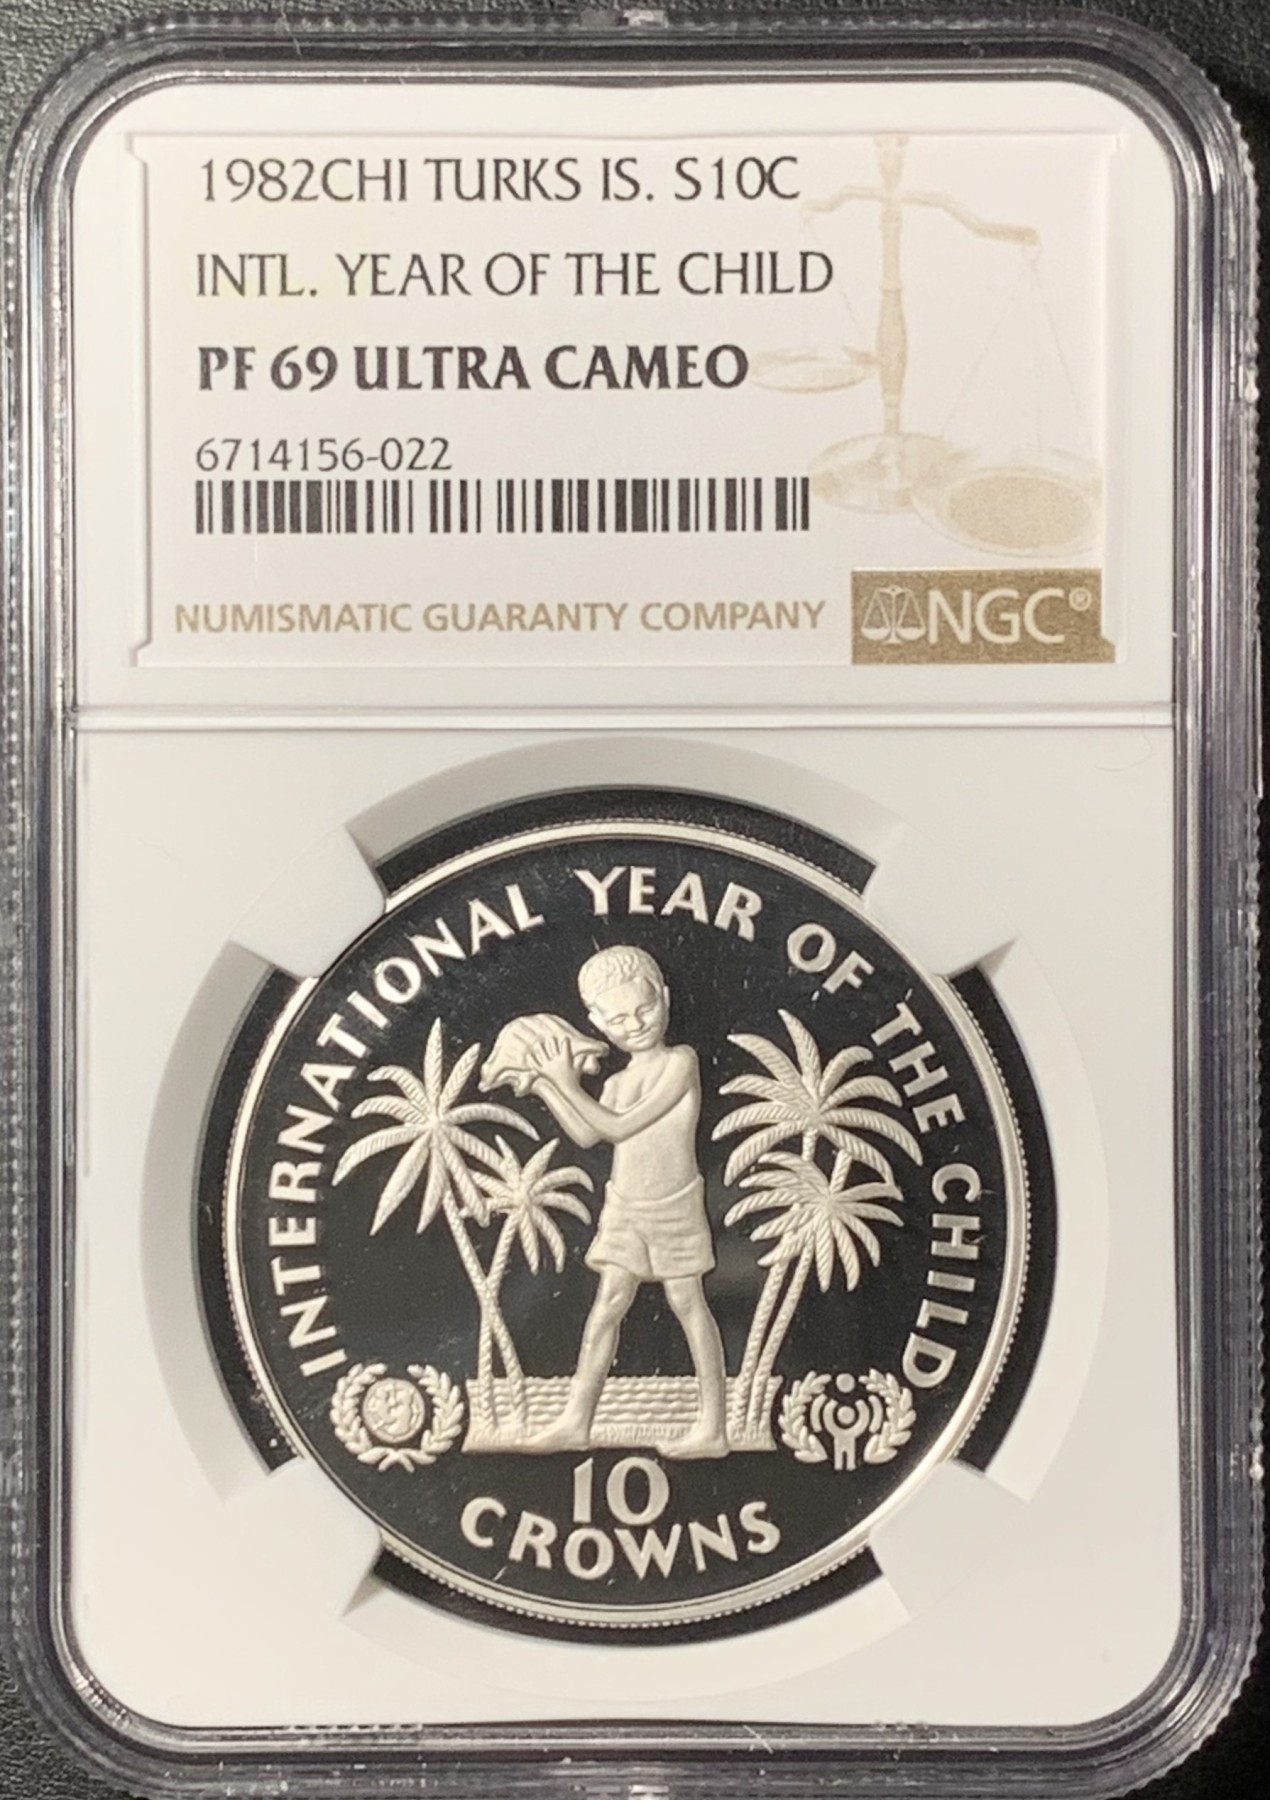 1982CHI TURKS IS. S10C
INTL. YEAR OF THE CHILD
PF 69 ULTRA CAMEO
6714156-022
NUMISMATIC GUARANTY COMPANY
NGC®
INTERNATIONAL YEAR OF THE CHILD
10
CROWNS